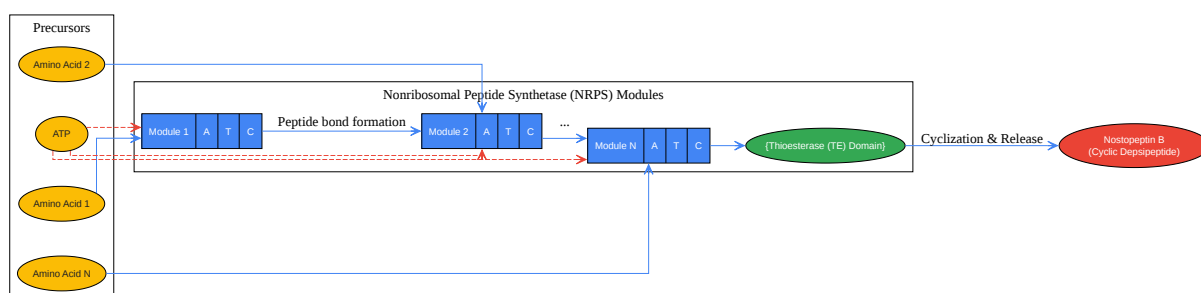 Precursors
Amino Acid 2
ATP
Amino Acid 1
Amino Acid N
Nonribosomal Peptide Synthetase (NRPS) Modules
Module 1 A T C
Peptide bond formation
Module 2 A T C
...
Module N A T C
{Thioesterase (TE) Domain}
Cyclization & Release
Nostopeptin B
(Cyclic Depsipeptide)